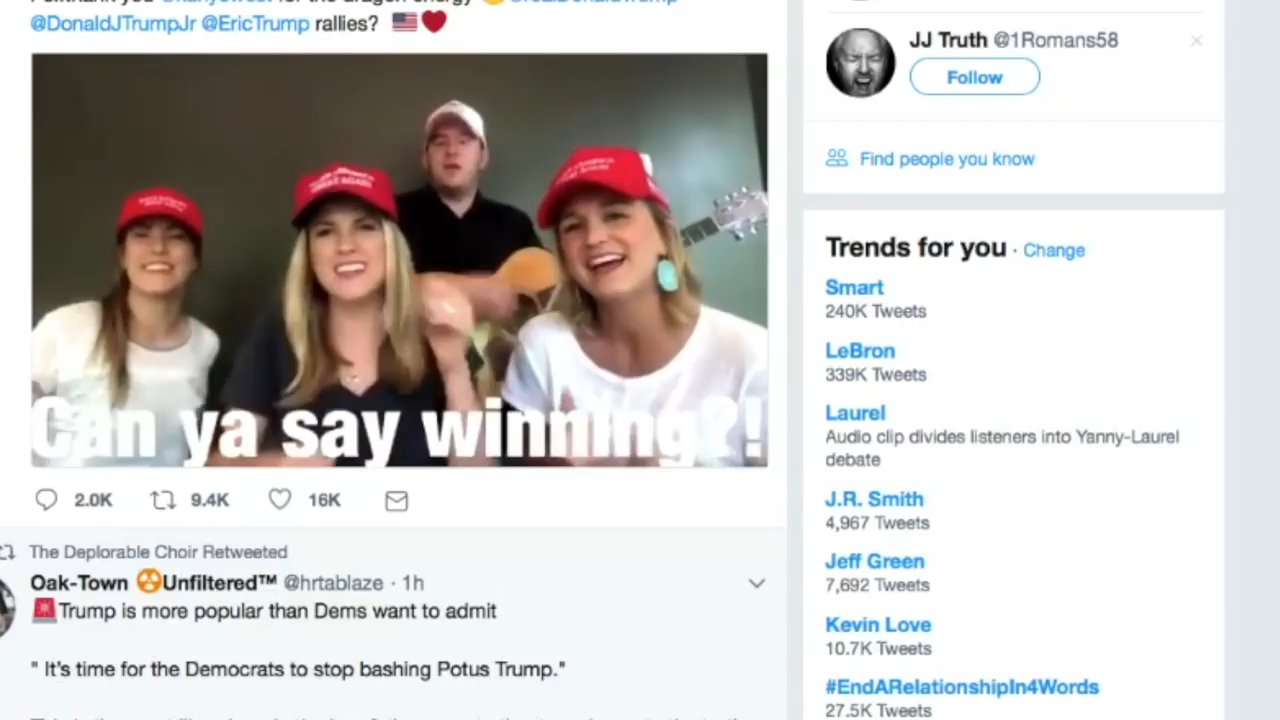 @DonaldJTrumpJr @EricTrump rallies?
Can ya say winning?!
2.0K 9.4K 16K
The Deplorable Choir Retweeted
Oak-Town Unfiltered™ @hrtablaze · 1h
Trump is more popular than Dems want to admit
" It's time for the Democrats to stop bashing Potus Trump."
JJ Truth @1Romans58
Follow
Find people you know
Trends for you · Change
Smart
240K Tweets
LeBron
339K Tweets
Laurel
Audio clip divides listeners into Yanny-Laurel
debate
J.R. Smith
4,967 Tweets
Jeff Green
7,692 Tweets
Kevin Love
10.7K Tweets
#EndARelationshipIn4Words
27.5K Tweets